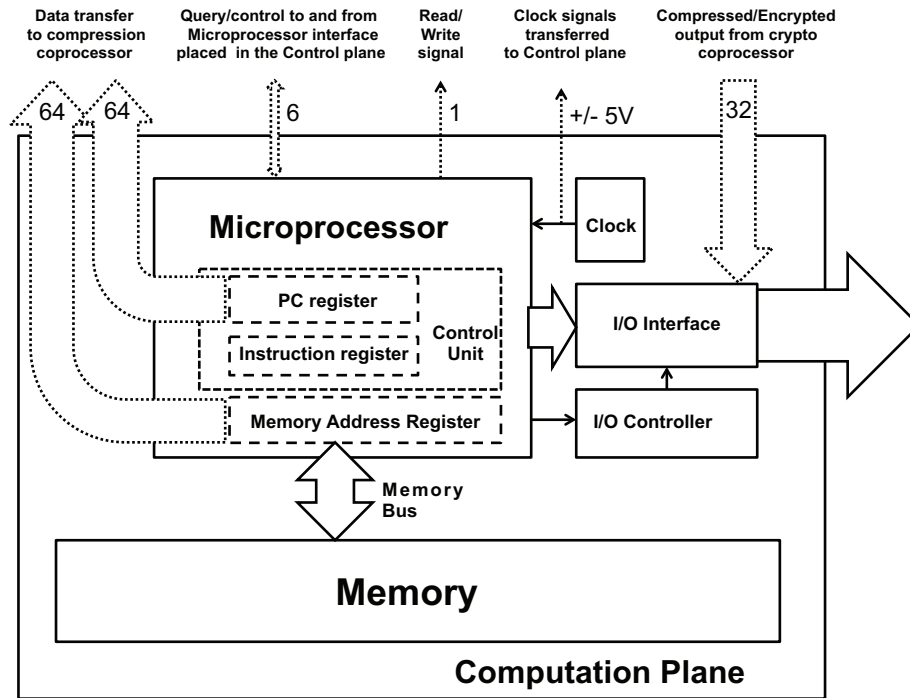 Data transfer
to compression
coprocessor
Query/control to and from
Microprocessor interface
placed in the Control plane
Read/
Write
signal
Clock signals
transferred
to Control plane
Compressed/Encrypted
output from crypto
coprocessor
64
64
6
1
+/- 5V
32
Microprocessor
Clock
PC register
Instruction register
Control
Unit
Memory Address Register
I/O Interface
I/O Controller
Memory
Bus
Memory
Computation Plane